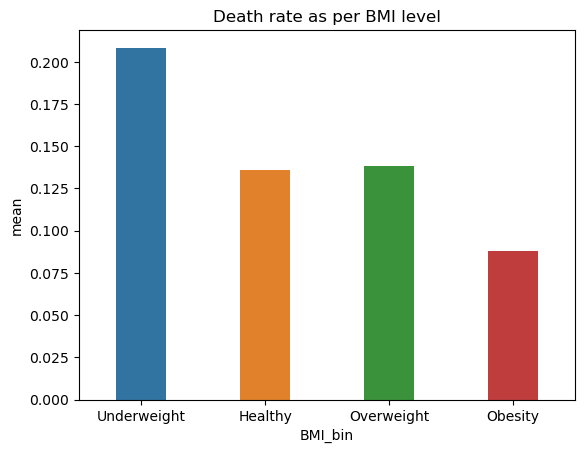 Death rate as per BMI level
mean
0.200
0.175
0.150
0.125
0.100
0.075
0.050
0.025
0.000
Underweight Healthy Overweight Obesity
BMI_bin